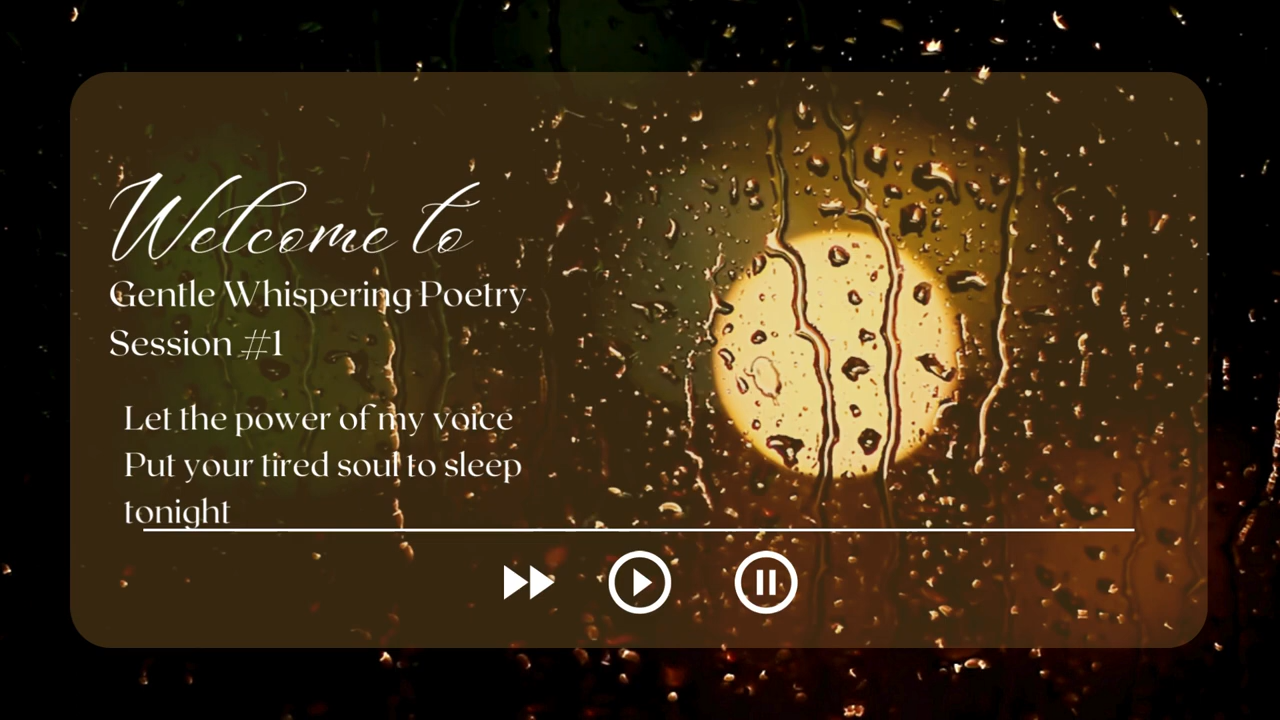 Welcome to
Gentle Whispering Poetry
Session #1
Let the power of my voice
Put your tired soul to sleep
tonight